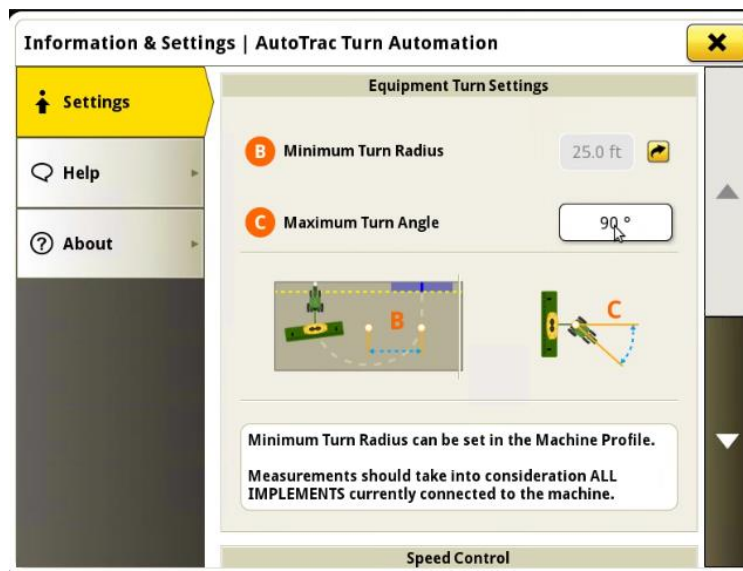 Information & Settings | AutoTrac Turn Automation
Settings
Help
About
Equipment Turn Settings
B Minimum Turn Radius 25.0 ft
C Maximum Turn Angle 90 °
B
C
Minimum Turn Radius can be set in the Machine Profile.
Measurements should take into consideration ALL
IMPLEMENTS currently connected to the machine.
Speed Control